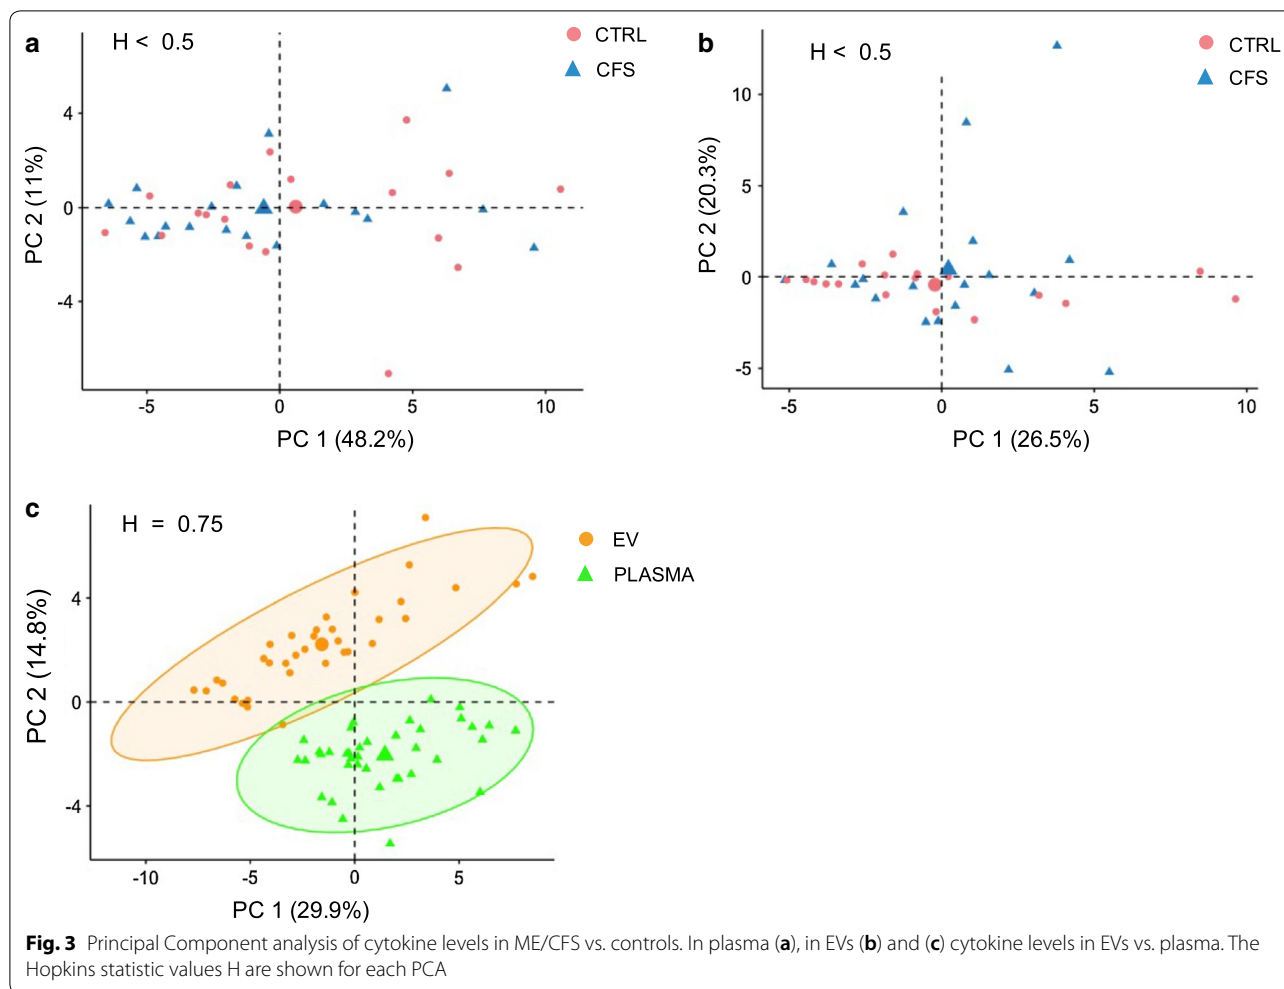 a
H < 0.5
CTRL
CFS
PC 2 (11%)
4
0
-4
-5
0
5
10
PC 1 (48.2%)
b
H < 0.5
CTRL
CFS
PC 2 (20.3%)
10
5
0
-5
-5
0
5
10
PC 1 (26.5%)
c
H = 0.75
EV
PLASMA
PC 2 (14.8%)
4
0
-4
-10
-5
0
5
PC 1 (29.9%)
Fig. 3 Principal Component analysis of cytokine levels in ME/CFS vs. controls. In plasma (a), in EVs (b) and (c) cytokine levels in EVs vs. plasma. The
Hopkins statistic values H are shown for each PCA